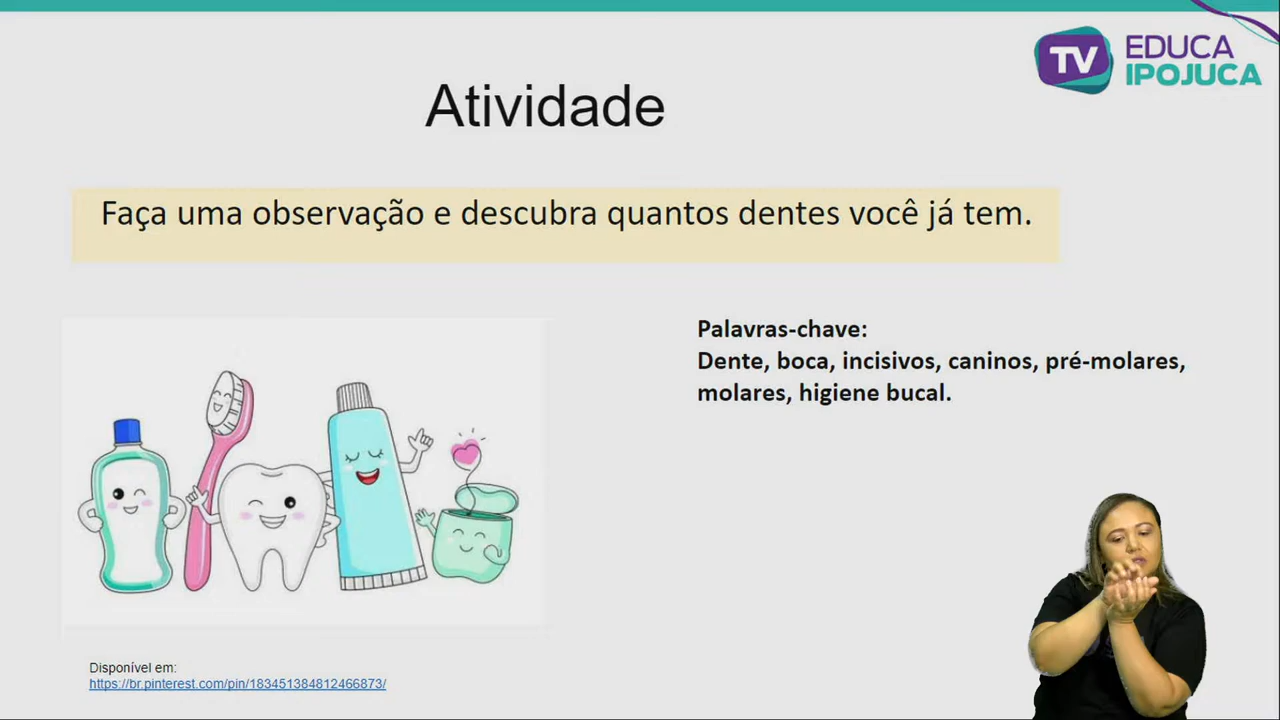 TV EDUCA
IPOJUCA
Atividade
Faça uma observação e descubra quantos dentes você já tem.
Palavras-chave:
Dente, boca, incisivos, caninos, pré-molares,
molares, higiene bucal.
Disponível em:
https://br.pinterest.com/pin/183451384812466873/